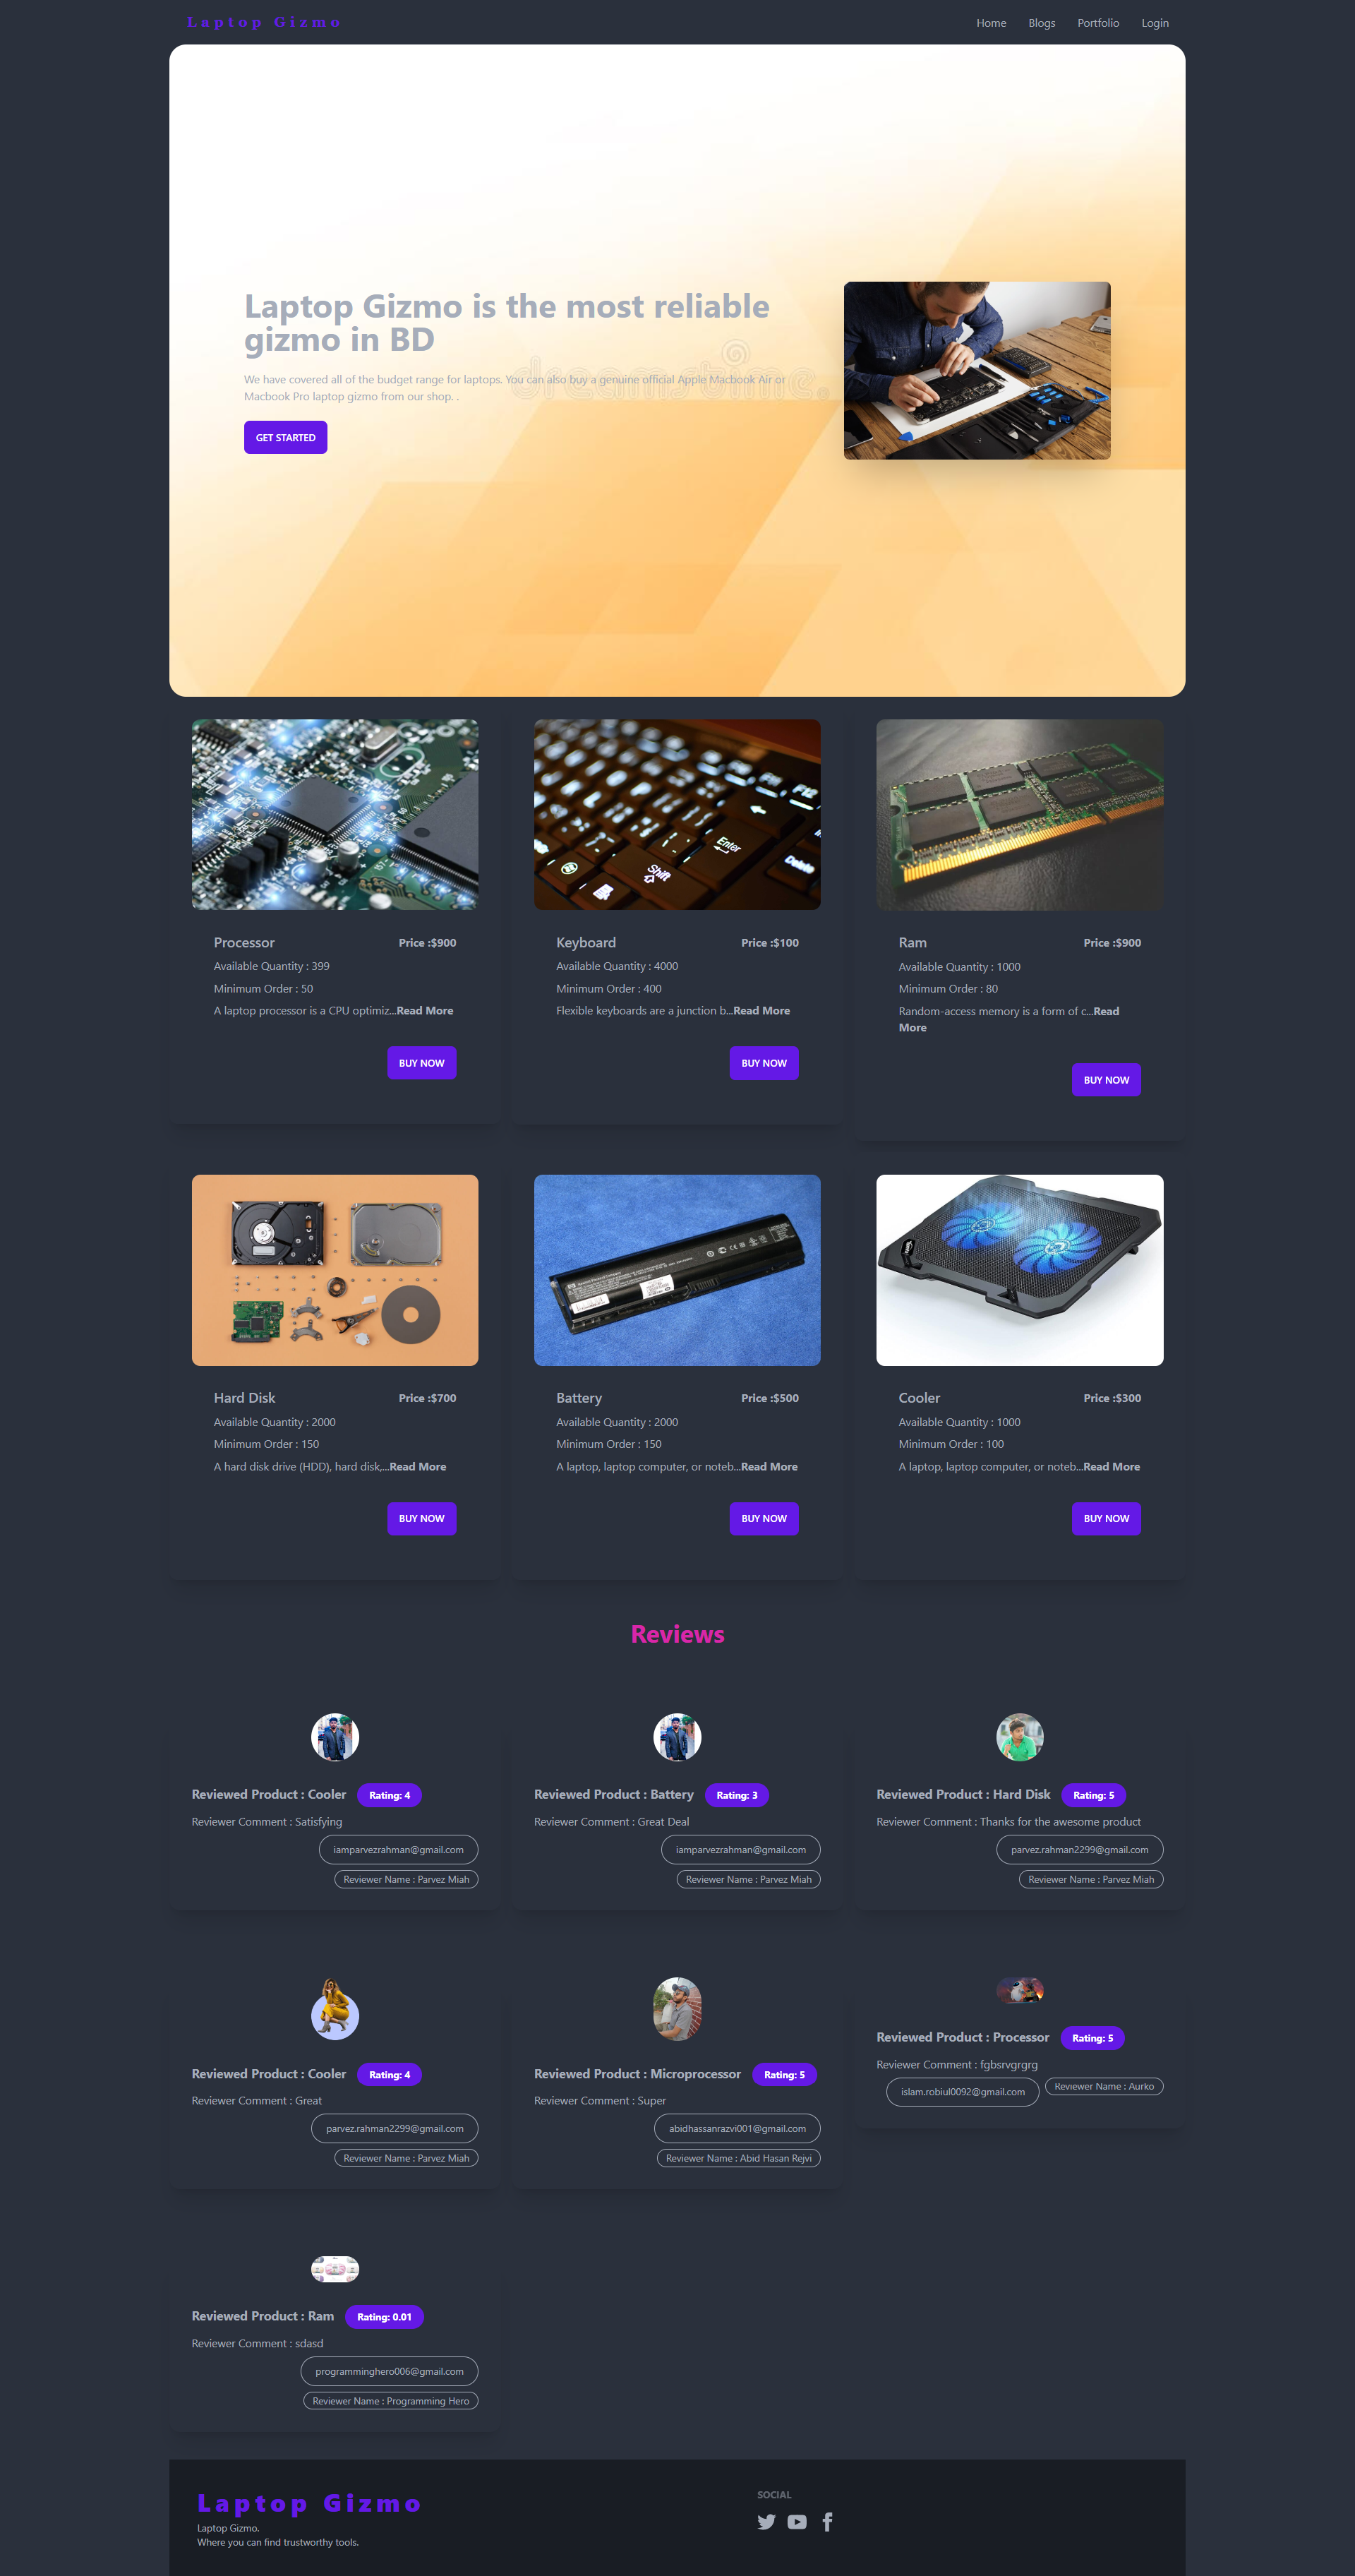 Laptop Gizmo
Home Blogs Portfolio Login
Laptop Gizmo is the most reliable
gizmo in BD
dreamstime
We have covered all of the budget range for laptops. You can also buy a genuine official Apple Macbook Air or
Macbook Pro laptop gizmo from our shop. .
GET STARTED
Enter
Shift
Delete
Processor Price :$900
Available Quantity : 399
Minimum Order : 50
A laptop processor is a CPU optimiz...Read More
BUY NOW
Keyboard Price :$100
Available Quantity : 4000
Minimum Order : 400
Flexible keyboards are a junction b...Read More
BUY NOW
Ram Price :$900
Available Quantity : 1000
Minimum Order : 80
Random-access memory is a form of c...Read
More
BUY NOW
Hard Disk Price :$700
Available Quantity : 2000
Minimum Order : 150
A hard disk drive (HDD), hard disk,...Read More
BUY NOW
Battery Price :$500
Available Quantity : 2000
Minimum Order : 150
A laptop, laptop computer, or noteb...Read More
BUY NOW
Cooler Price :$300
Available Quantity : 1000
Minimum Order : 100
A laptop, laptop computer, or noteb...Read More
BUY NOW
Reviews
Reviewed Product : Cooler Rating: 4
Reviewer Comment : Satisfying
iamparvezrahman@gmail.com
Reviewer Name : Parvez Miah
Reviewed Product : Battery Rating: 3
Reviewer Comment : Great Deal
iamparvezrahman@gmail.com
Reviewer Name : Parvez Miah
Reviewed Product : Hard Disk Rating: 5
Reviewer Comment : Thanks for the awesome product
parvez.rahman2299@gmail.com
Reviewer Name : Parvez Miah
Reviewed Product : Cooler Rating: 4
Reviewer Comment : Great
parvez.rahman2299@gmail.com
Reviewer Name : Parvez Miah
Reviewed Product : Microprocessor Rating: 5
Reviewer Comment : Super
abidhassanrazvi001@gmail.com
Reviewer Name : Abid Hasan Rejvi
Reviewed Product : Processor Rating: 5
Reviewer Comment : fgbsrvgrgrg
islam.robiul0092@gmail.com Reviewer Name : Aurko
Reviewed Product : Ram Rating: 0.01
Reviewer Comment : sdasd
programminghero006@gmail.com
Reviewer Name : Programming Hero
Laptop Gizmo
Laptop Gizmo.
Where you can find trustworthy tools.
SOCIAL